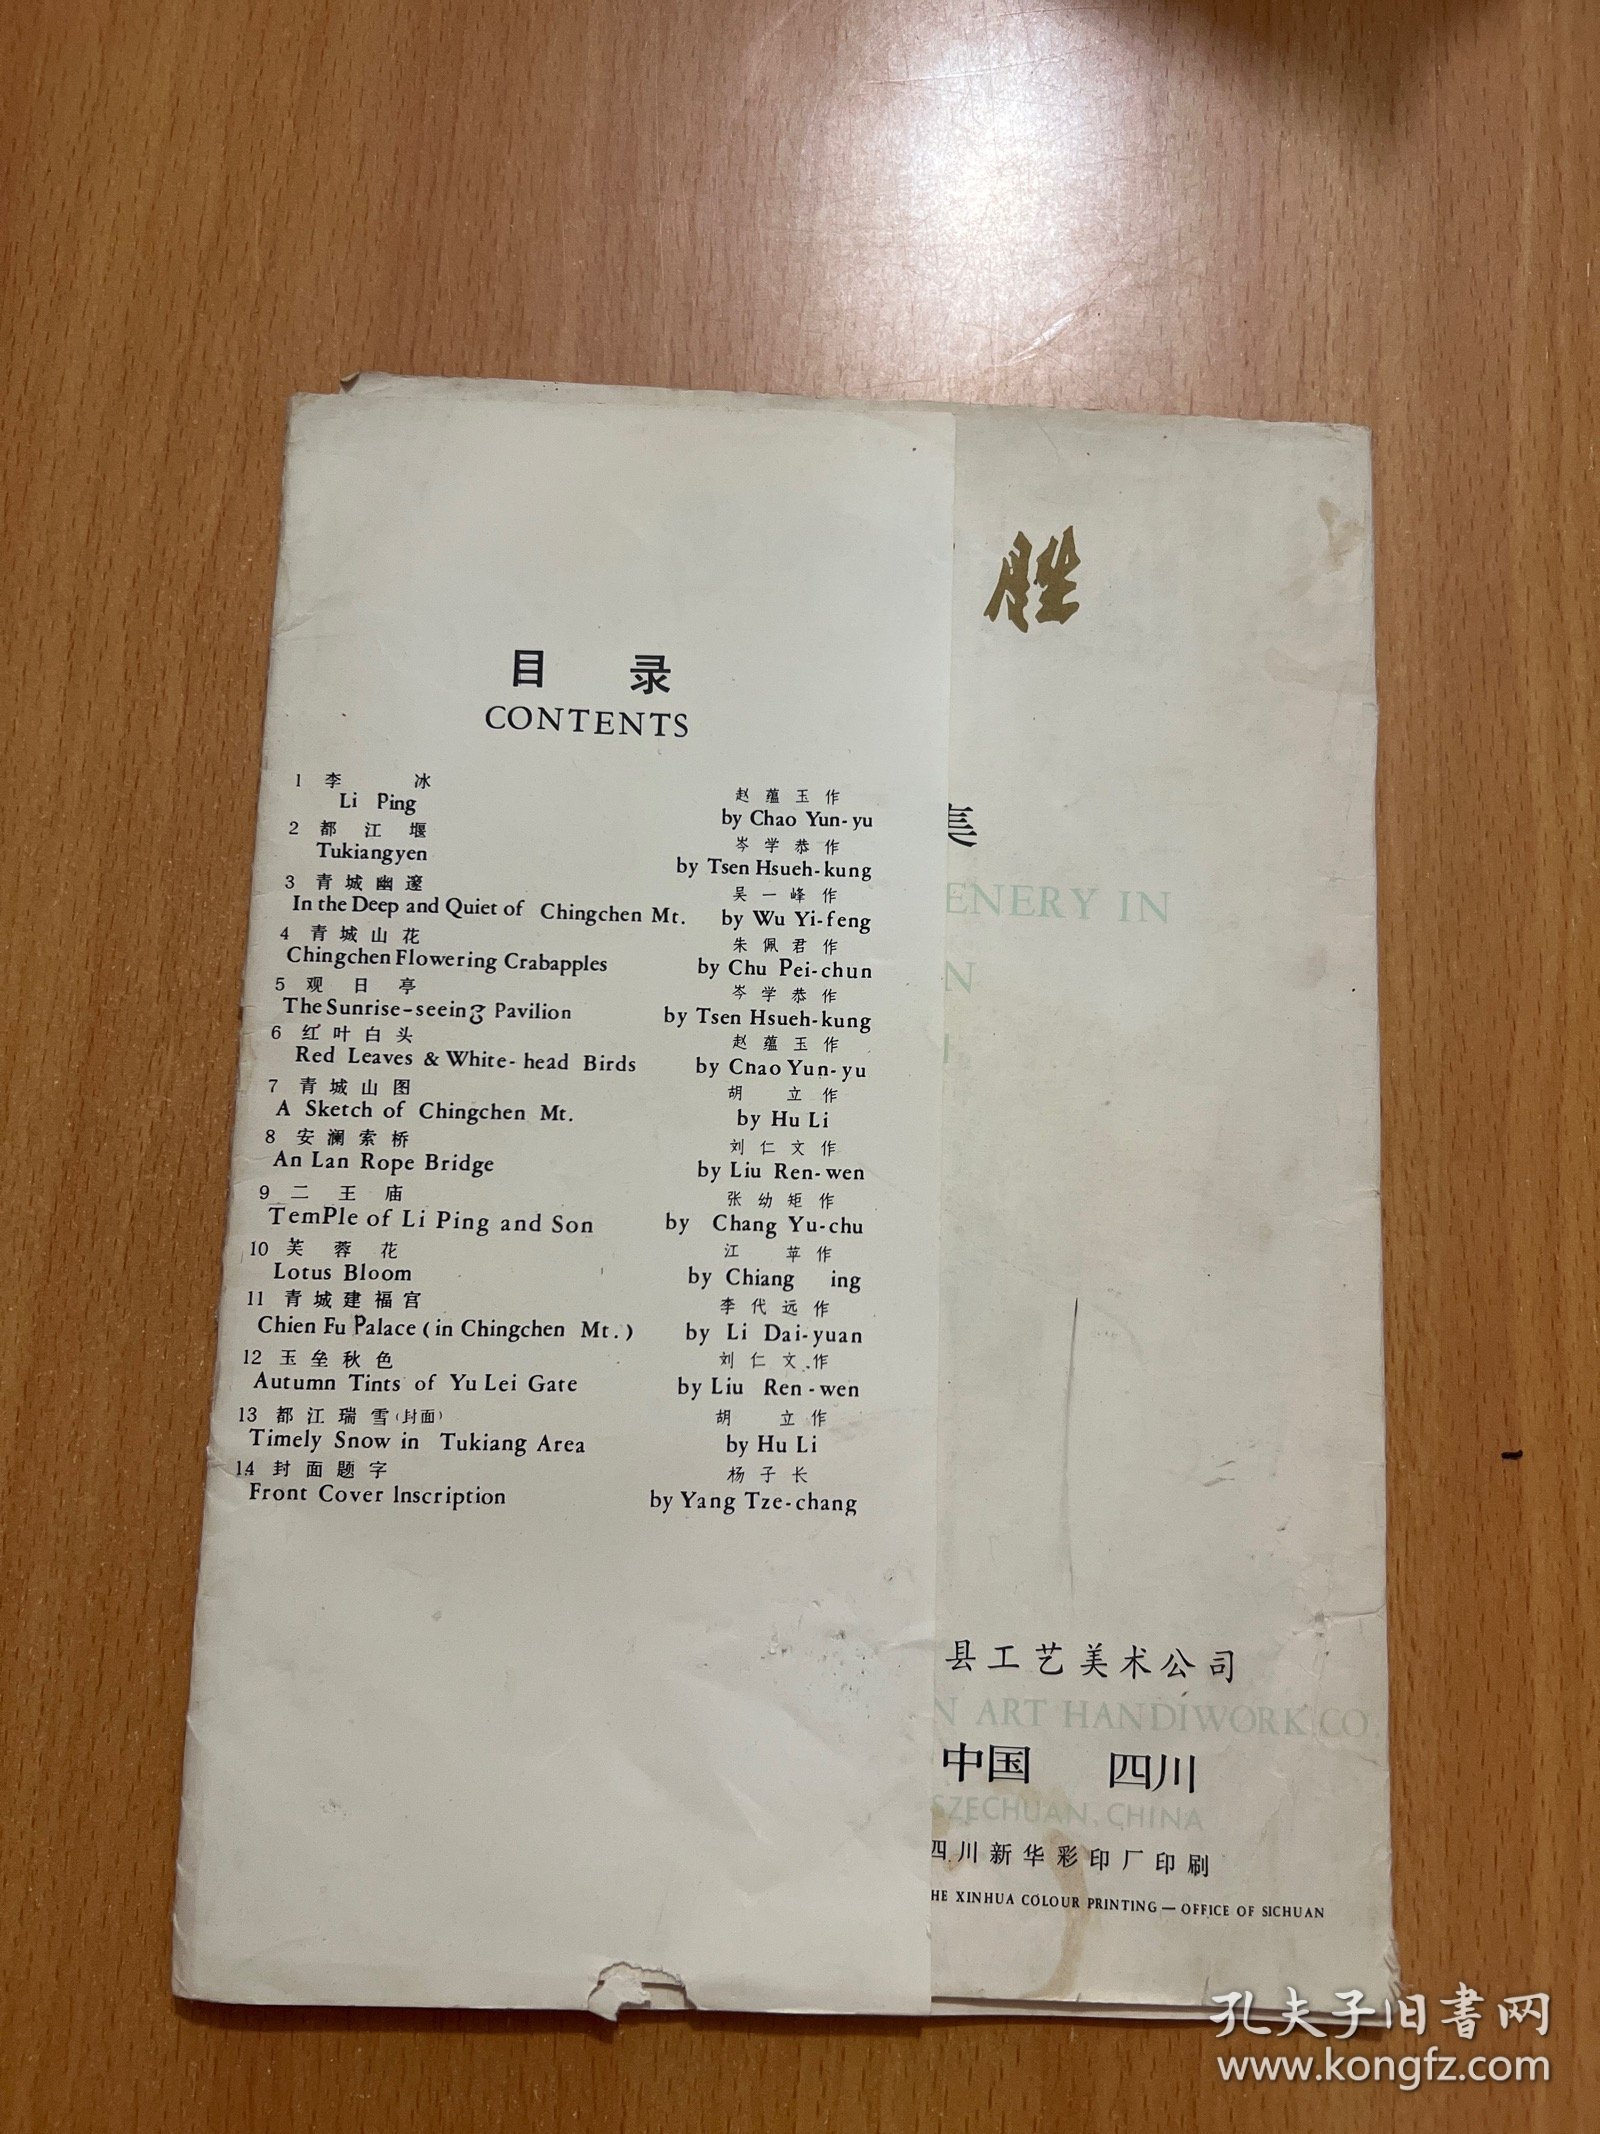 目 录
CONTENTS
1 李 冰
赵蕴玉作
Li Ping
by Chao Yun-yu
2 都江堰
岑学恭作
Tukiangyen
by Tsen Hsueh-kung
3 青城幽邃
吴一峰作
In the Deep and Quiet of Chingchen Mt.
by Wu Yi-feng
4 青城山花
朱佩君作
Chingchen Flowering Crabapples
by Chu Pei-chun
5 观日亭
岑学恭作
The Sunrise-seeing Pavilion
by Tsen Hsueh-kung
6 红叶白头
赵蕴玉作
Red Leaves & White-head Birds
by Chao Yun-yu
7 青城山图
胡 立作
A Sketch of Chingchen Mt.
by Hu Li
8 安澜索桥
刘仁文作
An Lan Rope Bridge
by Liu Ren-wen
9 二王庙
张幼矩作
TemPle of Li Ping and Son
by Chang Yu-chu
10 芙蓉花
江 苹作
Lotus Bloom
by Chiang ing
11 青城建福宫
李代远作
Chien Fu Palace (in Chingchen Mt.)
by Li Dai-yuan
12 玉垒秋色
刘仁文作
Autumn Tints of Yu Lei Gate
by Liu Ren-wen
13 都江瑞雪(封面)
胡 立作
Timely Snow in Tukiang Area
by Hu Li
14 封面题字
杨子长
Front Cover Inscription
by Yang Tze-chang
胜
集
ENERY IN
N
县工艺美术公司
N ART HANDIWORK CO
中国 四川
SZECHUAN, CHINA
四川新华彩印厂印刷
HE XINHUA COLOUR PRINTING — OFFICE OF SICHUAN
孔夫子旧书网
www.kongfz.com